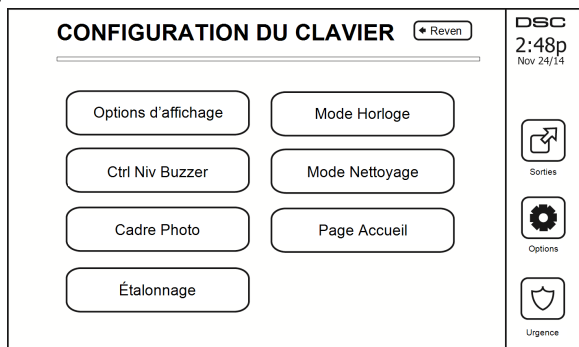 CONFIGURATION DU CLAVIER
Reven
DSC
2:48p
Nov 24/14
Options d'affichage
Mode Horloge
Ctrl Niv Buzzer
Mode Nettoyage
Cadre Photo
Page Accueil
Étalonnage
Sorties
Options
Urgence